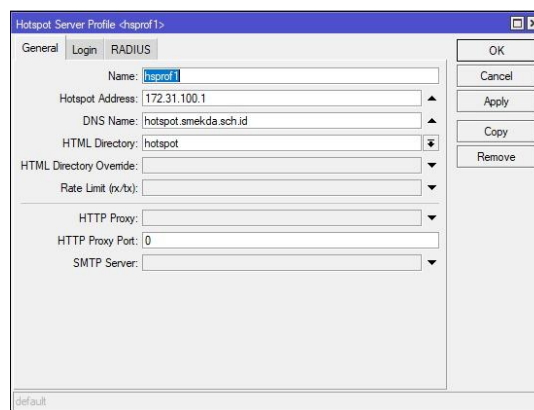 Hotspot Server Profile <hsprof1>
General Login RADIUS
Name: hsprof1
Hotspot Address: 172.31.100.1
DNS Name: hotspot.smekda.sch.id
HTML Directory: hotspot
HTML Directory Override:
Rate Limit (rx/tx):
HTTP Proxy:
HTTP Proxy Port: 0
SMTP Server:
OK
Cancel
Apply
Copy
Remove
default